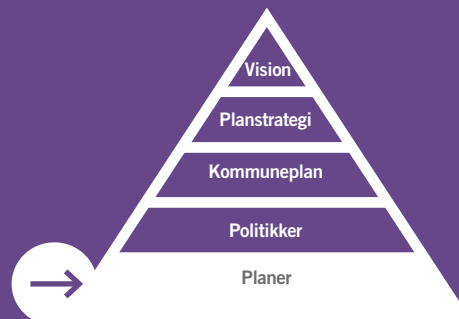 Vision
Planstrategi
Kommuneplan
Politikker
Planer